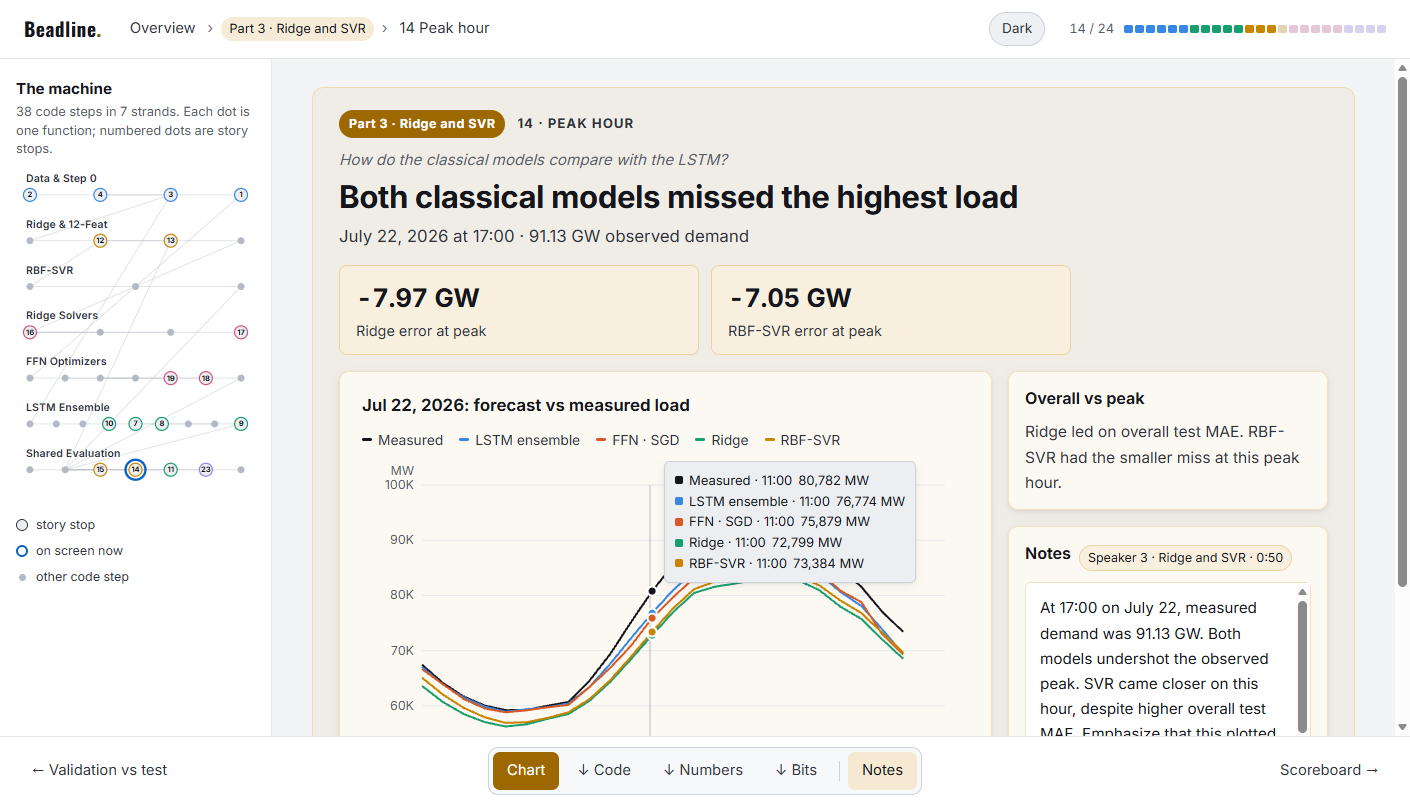 Beadline.
Overview › Part 3 · Ridge and SVR › 14 Peak hour
Dark
14 / 24
The machine
38 code steps in 7 strands. Each dot is
one function; numbered dots are story
stops.
Data & Step 0
2 4 3 1
Ridge & 12-Feat
12 13
RBF-SVR
Ridge Solvers
16 17
FFN Optimizers
19 18
LSTM Ensemble
10 7 8 9
Shared Evaluation
15 14 11 23
story stop
on screen now
other code step
Part 3 · Ridge and SVR
14 · PEAK HOUR
How do the classical models compare with the LSTM?
Both classical models missed the highest load
July 22, 2026 at 17:00 · 91.13 GW observed demand
-7.97 GW
Ridge error at peak
-7.05 GW
RBF-SVR error at peak
Jul 22, 2026: forecast vs measured load
Measured
LSTM ensemble
FFN · SGD
Ridge
RBF-SVR
MW
100K
90K
80K
70K
60K
Measured · 11:00 80,782 MW
LSTM ensemble · 11:00 76,774 MW
FFN · SGD · 11:00 75,879 MW
Ridge · 11:00 72,799 MW
RBF-SVR · 11:00 73,384 MW
Overall vs peak
Ridge led on overall test MAE. RBF-
SVR had the smaller miss at this peak
hour.
Notes
Speaker 3 · Ridge and SVR · 0:50
At 17:00 on July 22, measured
demand was 91.13 GW. Both
models undershot the observed
peak. SVR came closer on this
hour, despite higher overall test
MAE. Emphasize that this plotted
← Validation vs test
Chart
↓ Code
↓ Numbers
↓ Bits
Notes
Scoreboard →